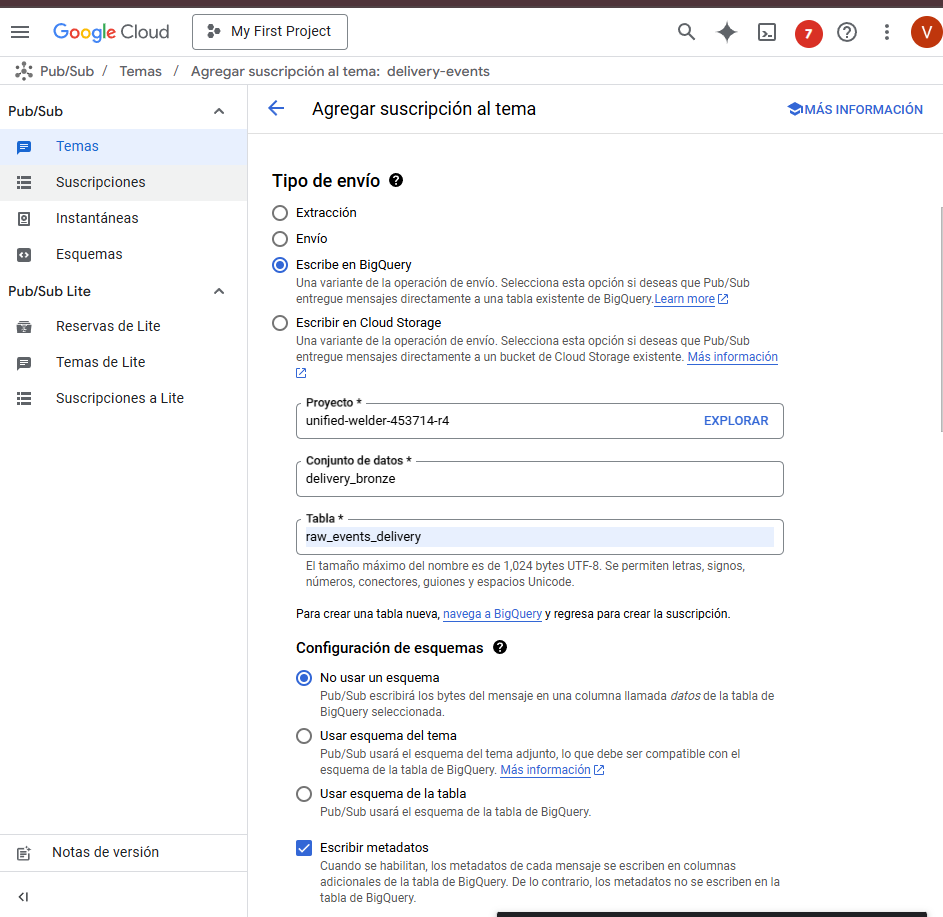 Google Cloud
My First Project
7
V
Pub/Sub / Temas / Agregar suscripción al tema: delivery-events
Pub/Sub
Temas
Suscripciones
Instantáneas
Esquemas
Pub/Sub Lite
Reservas de Lite
Temas de Lite
Suscripciones a Lite
Notas de versión
Agregar suscripción al tema
MÁS INFORMACIÓN
Tipo de envío
Extracción
Envío
Escribe en BigQuery
Una variante de la operación de envío. Selecciona esta opción si deseas que Pub/Sub
entregue mensajes directamente a una tabla existente de BigQuery.Learn more
Escribir en Cloud Storage
Una variante de la operación de envío. Selecciona esta opción si deseas que Pub/Sub
entregue mensajes directamente a un bucket de Cloud Storage existente. Más información
Proyecto *
unified-welder-453714-r4
EXPLORAR
Conjunto de datos *
delivery_bronze
Tabla *
raw_events_delivery
El tamaño máximo del nombre es de 1,024 bytes UTF-8. Se permiten letras, signos,
números, conectores, guiones y espacios Unicode.
Para crear una tabla nueva, navega a BigQuery y regresa para crear la suscripción.
Configuración de esquemas
No usar un esquema
Pub/Sub escribirá los bytes del mensaje en una columna llamada datos de la tabla de
BigQuery seleccionada.
Usar esquema del tema
Pub/Sub usará el esquema del tema adjunto, lo que debe ser compatible con el
esquema de la tabla de BigQuery. Más información
Usar esquema de la tabla
Pub/Sub usará el esquema de la tabla de BigQuery.
Escribir metadatos
Cuando se habilitan, los metadatos de cada mensaje se escriben en columnas
adicionales de la tabla de BigQuery. De lo contrario, los metadatos no se escriben en la
tabla de BigQuery.